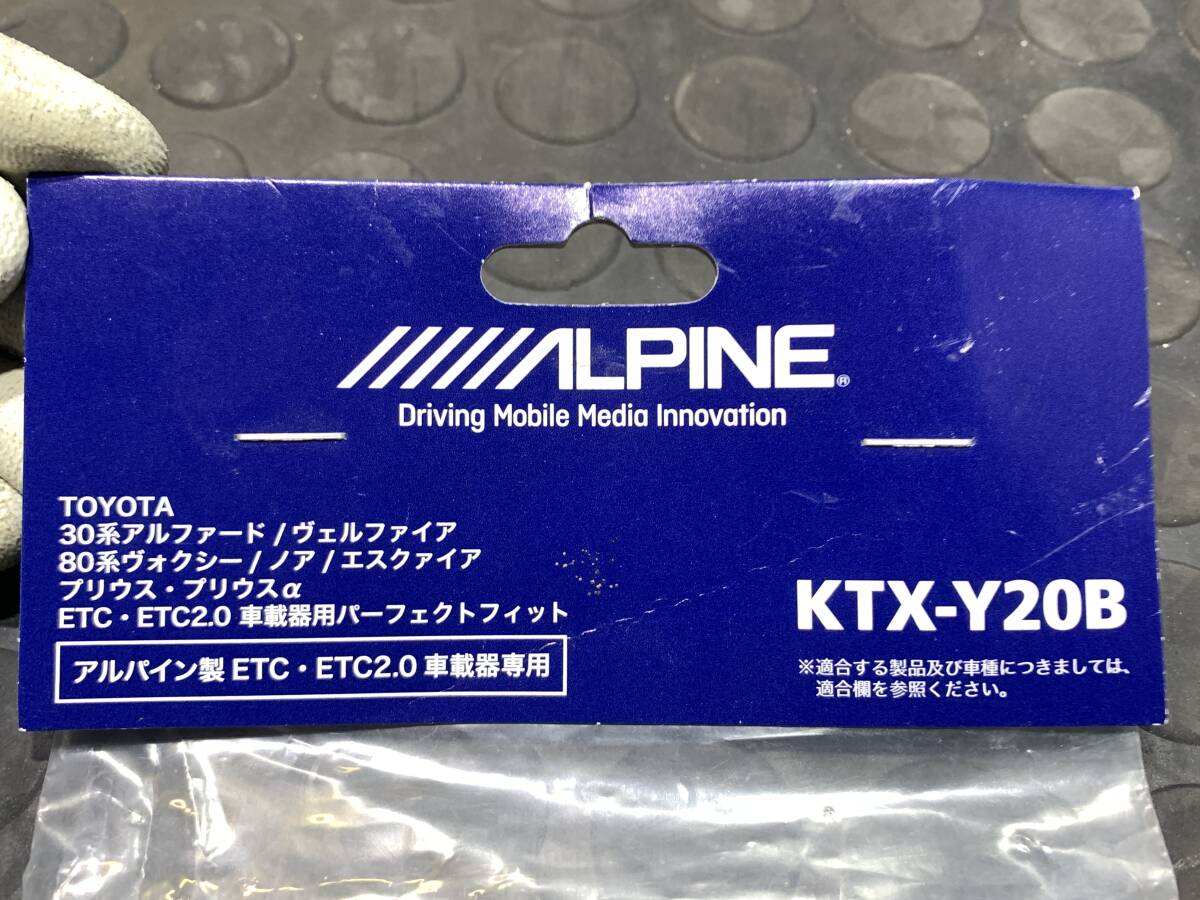 ALPINE®
Driving Mobile Media Innovation
TOYOTA
30系アルファード/ヴェルファイア
80系ヴォクシー/ノア/エスクァイア
プリウス・プリウスα
ETC・ETC2.0 車載器用パーフェクトフィット
アルパイン製 ETC・ETC2.0 車載器専用
KTX-Y20B
※適合する製品及び車種につきましては、
適合欄を参照ください。